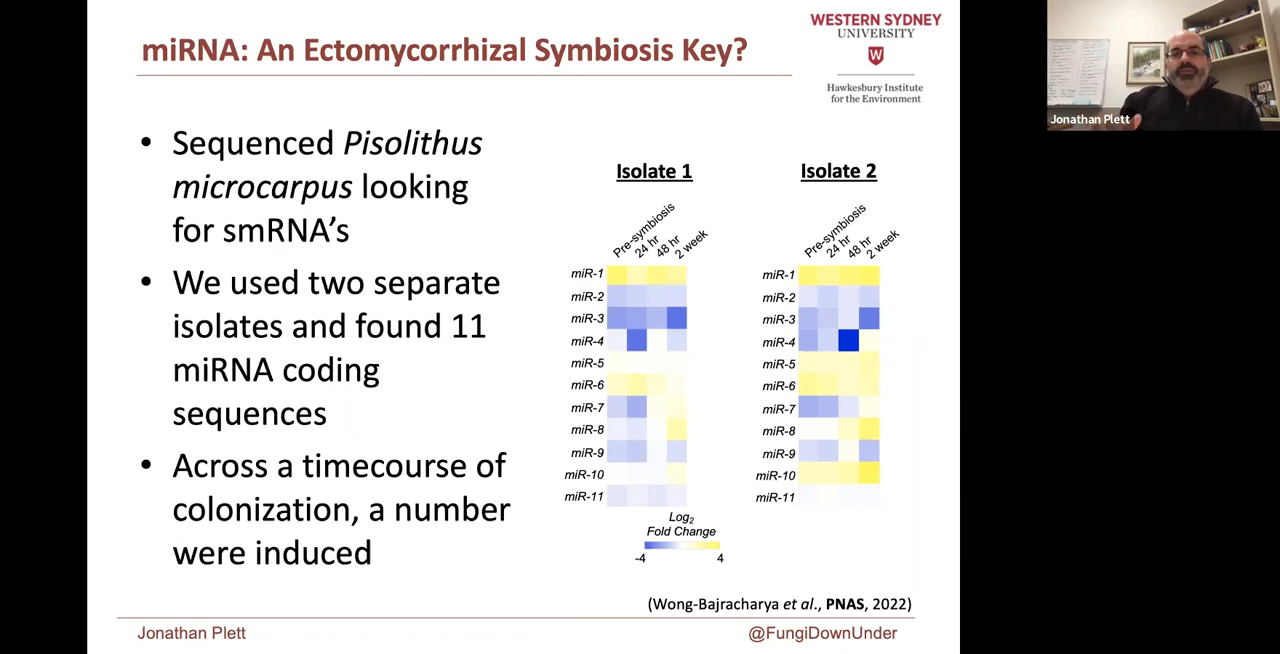 miRNA: An Ectomycorrhizal Symbiosis Key?
WESTERN SYDNEY
UNIVERSITY
W
Hawkesbury Institute
for the Environment
Jonathan Plett
• Sequenced Pisolithus
microcarpus looking
for smRNA’s
• We used two separate
isolates and found 11
miRNA coding
sequences
• Across a timecourse of
colonization, a number
were induced
Isolate 1
Pre-symbiosis
24 hr
48 hr
2 week
miR-1
miR-2
miR-3
miR-4
miR-5
miR-6
miR-7
miR-8
miR-9
miR-10
miR-11
Log2
Fold Change
-4 4
Isolate 2
Pre-symbiosis
24 hr
48 hr
2 week
miR-1
miR-2
miR-3
miR-4
miR-5
miR-6
miR-7
miR-8
miR-9
miR-10
miR-11
(Wong-Bajracharya et al., PNAS, 2022)
Jonathan Plett
@FungiDownUnder